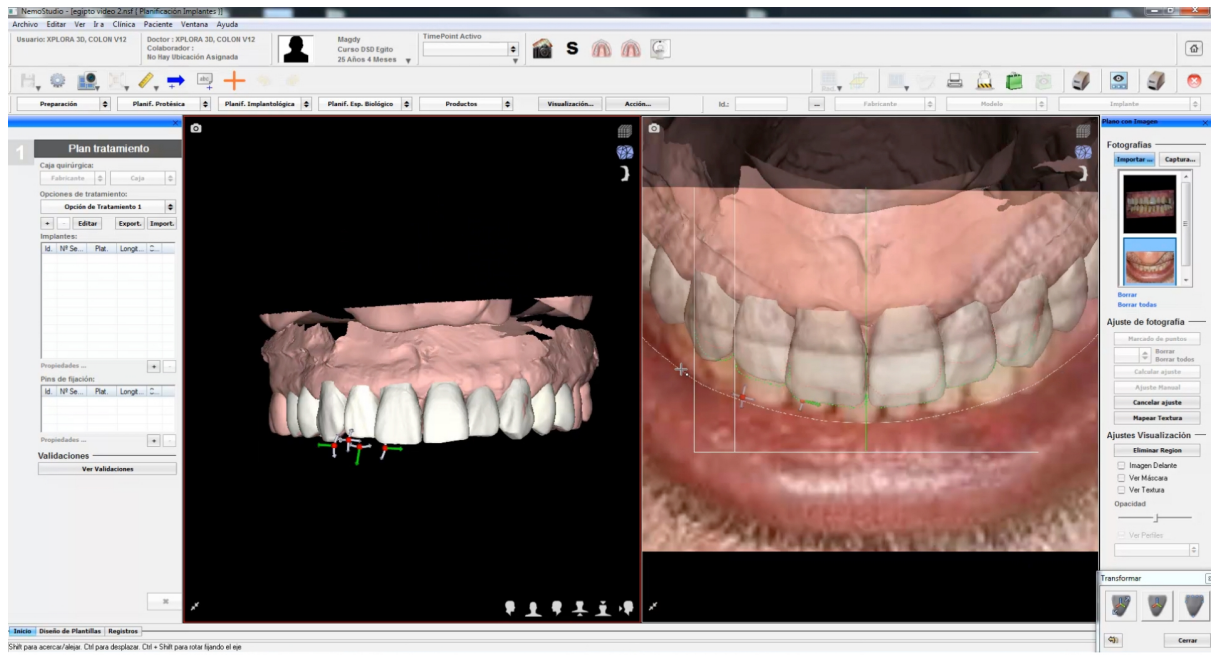 NemoStudio - [egipto video 2.nsf ( Planificación Implantes )]
Archivo Editar Ver Ir a Clínica Paciente Ventana Ayuda
Usuario: XPLORA 3D, COLON V12
Doctor : XPLORA 3D, COLON V12
Colaborador :
No Hay Ubicación Asignada
Magdy
Curso DSD Egito
25 Años 4 Meses
TimePoint Activo
S
abc
Preparación Planif. Protésica Planif. Implantológica Planif. Esp. Biológico Productos Visualización... Acción... Id.: ... Fabricante Modelo Implante
1 Plan tratamiento
Caja quirúrgica:
Fabricante Caja
Opciones de tratamiento:
Opción de Tratamiento 1
+ - Editar Export. Import.
Implantes:
Id. Nº Se... Plat. Longit...
Propiedades ... + -
Pins de fijación:
Id. Nº Se... Plat. Longit...
Propiedades ... + -
Validaciones
Ver Validaciones
Plano con Imagen
Fotografías
Importar ... Captura...
Borrar
Borrar todas
Ajuste de fotografía
Marcado de puntos
Borrar
Borrar todos
Calcular ajuste
Ajuste Manual
Cancelar ajuste
Mapear Textura
Ajustes Visualización
Eliminar Region
Imagen Delante
Ver Máscara
Ver Textura
Opacidad
Ver Perfiles
Transformar
Cerrar
Inicio Diseño de Plantillas Registros
Shift para acercar/alejar. Ctrl para desplazar. Ctrl + Shift para rotar fijando el eje